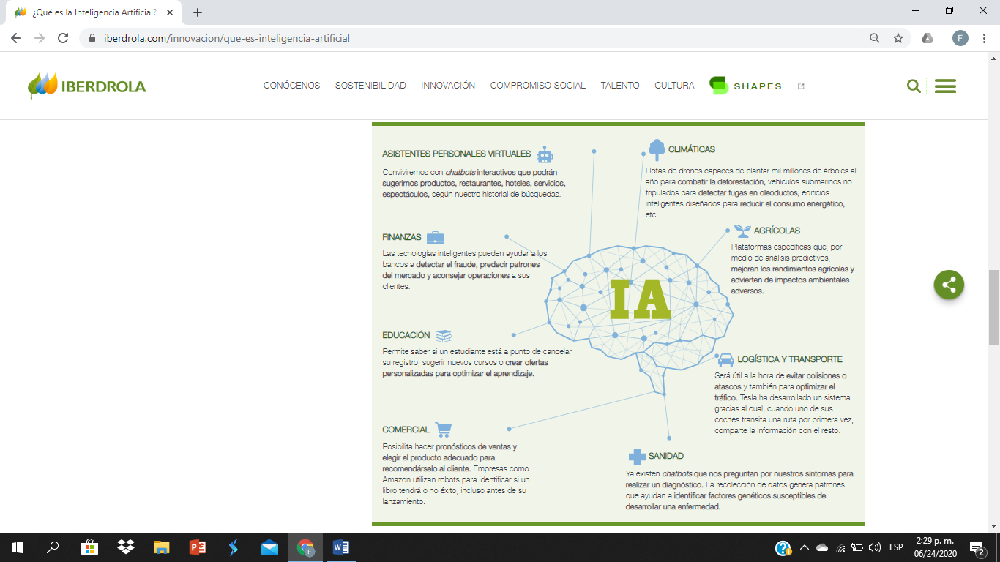 ¿Qué es la Inteligencia Artificial?
iberdrola.com/innovacion/que-es-inteligencia-artificial
F
IBERDROLA
CONÓCENOS SOSTENIBILIDAD INNOVACIÓN COMPROMISO SOCIAL TALENTO CULTURA SHAPES
ASISTENTES PERSONALES VIRTUALES
Conviviremos con chatbots interactivos que podrán
sugerirnos productos, restaurantes, hoteles, servicios,
espectáculos, según nuestro historial de búsquedas.
CLIMÁTICAS
Flotas de drones capaces de plantar mil millones de árboles al
año para combatir la deforestación, vehículos submarinos no
tripulados para detectar fugas en oleoductos, edificios
inteligentes diseñados para reducir el consumo energético,
etc.
FINANZAS
Las tecnologías inteligentes pueden ayudar a los
bancos a detectar el fraude, predecir patrones
del mercado y aconsejar operaciones a sus
clientes.
AGRÍCOLAS
Plataformas específicas que, por
medio de análisis predictivos,
mejoran los rendimientos agrícolas y
advierten de impactos ambientales
adversos.
IA
EDUCACIÓN
Permite saber si un estudiante está a punto de cancelar
su registro, sugerir nuevos cursos o crear ofertas
personalizadas para optimizar el aprendizaje.
LOGÍSTICA Y TRANSPORTE
Será útil a la hora de evitar colisiones o
atascos y también para optimizar el
tráfico. Tesla ha desarrollado un sistema
gracias al cual, cuando uno de sus
coches transita una ruta por primera vez,
comparte la información con el resto.
COMERCIAL
Posibilita hacer pronósticos de ventas y
elegir el producto adecuado para
recomendárselo al cliente. Empresas como
Amazon utilizan robots para identificar si un
libro tendrá o no éxito, incluso antes de su
lanzamiento.
SANIDAD
Ya existen chatbots que nos preguntan por nuestros síntomas para
realizar un diagnóstico. La recolección de datos genera patrones
que ayudan a identificar factores genéticos susceptibles de
desarrollar una enfermedad.
ESP
2:29 p. m.
06/24/2020
2